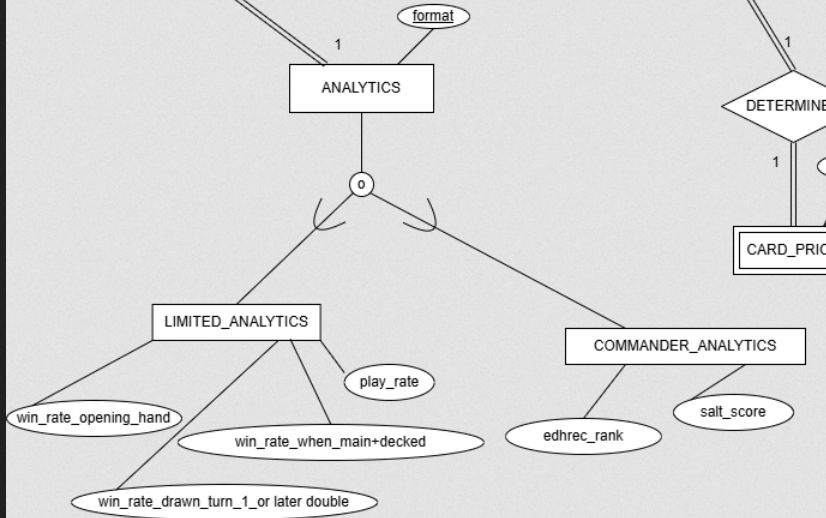 format
1
ANALYTICS
1
DETERMINE
1
o
CARD_PRIC
LIMITED_ANALYTICS
COMMANDER_ANALYTICS
play_rate
win_rate_opening_hand
salt_score
win_rate_when_main+decked
edhrec_rank
win_rate_drawn_turn_1_or later double